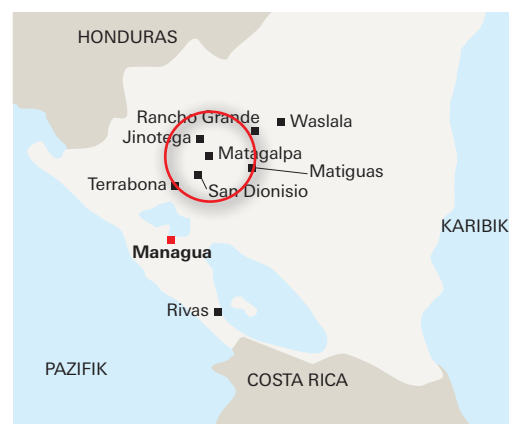 HONDURAS
Rancho Grande
Waslala
Jinotega
Matagalpa
Matiguas
Terrabona
San Dionisio
KARIBIK
Managua
Rivas
PAZIFIK
COSTA RICA